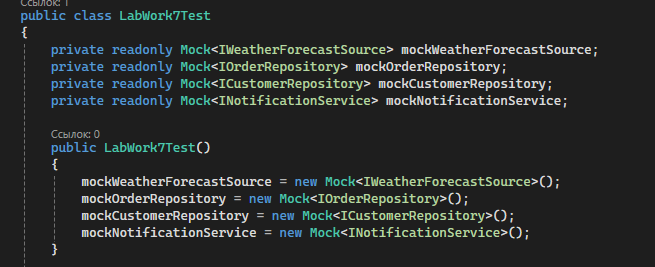 Ссылок: 1
public class LabWork7Test
{
private readonly Mock<IWeatherForecastSource> mockWeatherForecastSource;
private readonly Mock<IOrderRepository> mockOrderRepository;
private readonly Mock<ICustomerRepository> mockCustomerRepository;
private readonly Mock<INotificationService> mockNotificationService;
Ссылок: 0
public LabWork7Test()
{
mockWeatherForecastSource = new Mock<IWeatherForecastSource>();
mockOrderRepository = new Mock<IOrderRepository>();
mockCustomerRepository = new Mock<ICustomerRepository>();
mockNotificationService = new Mock<INotificationService>();
}